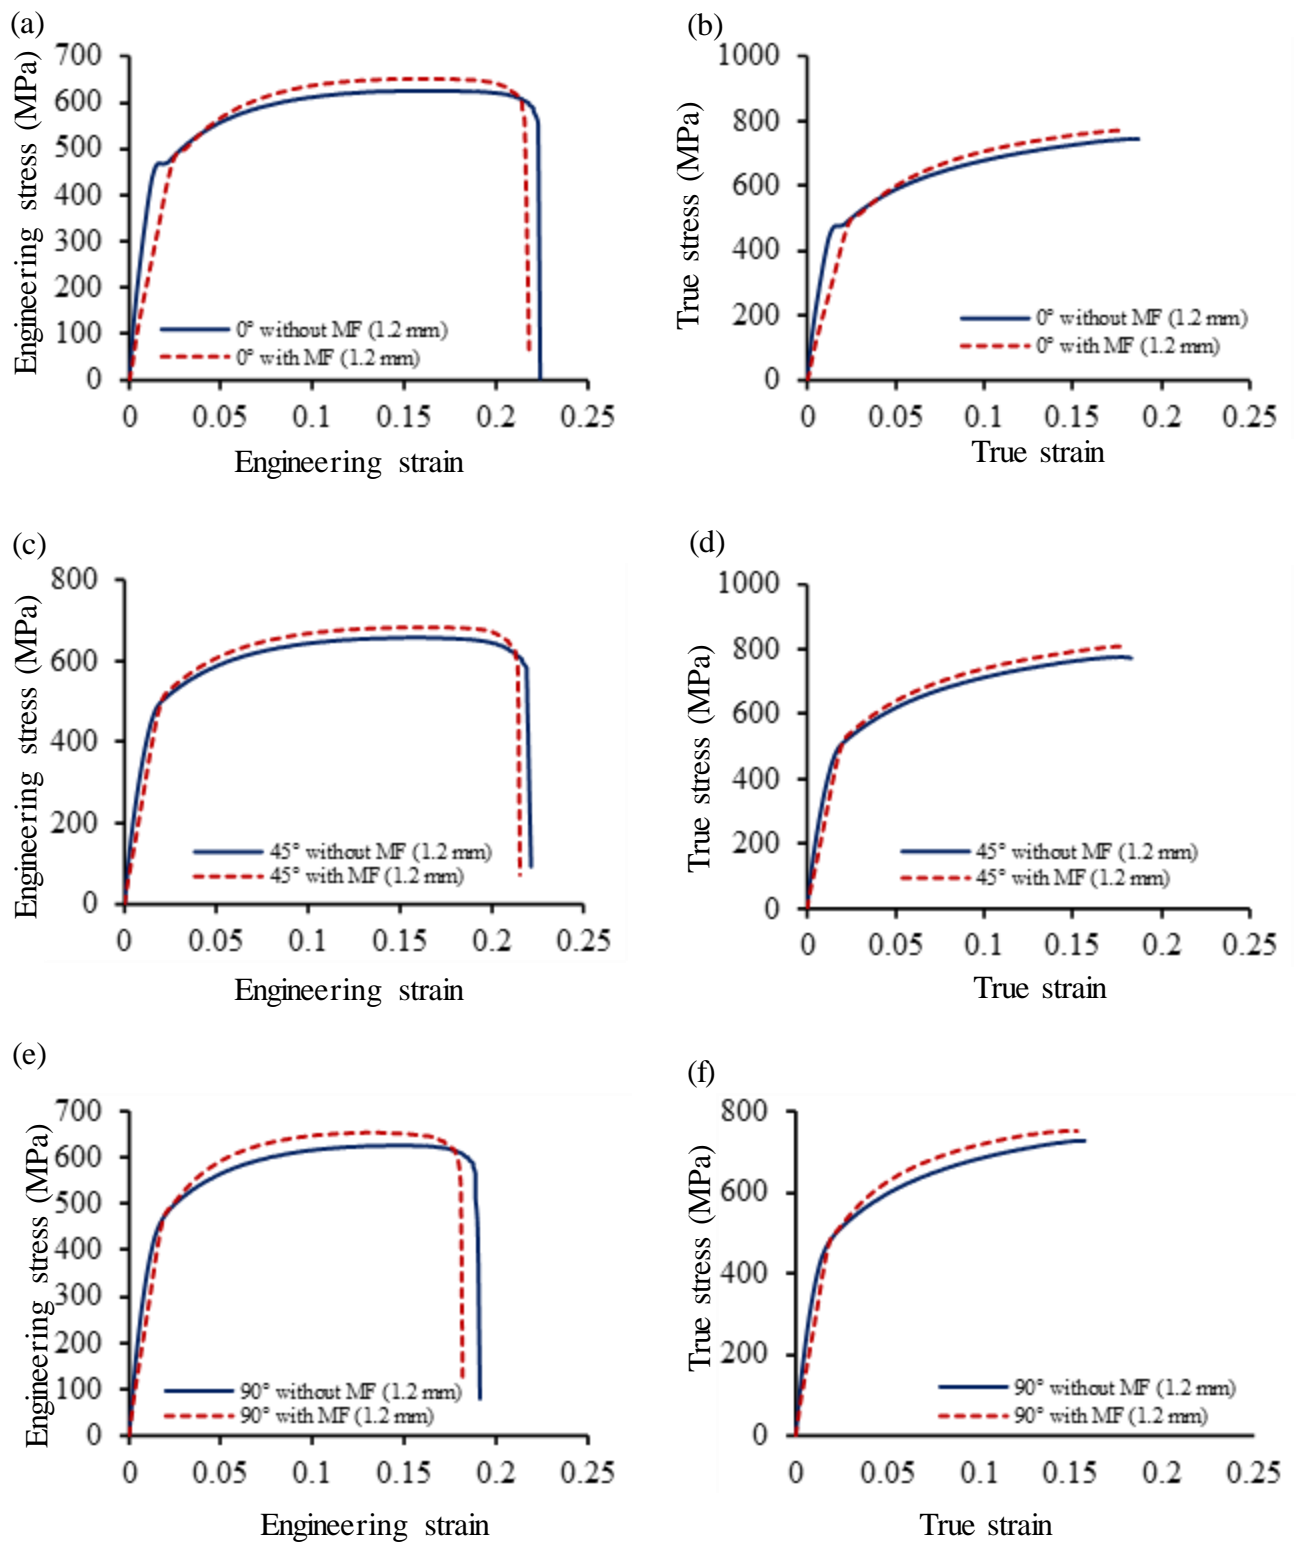 (a)
Engineering stress (MPa)
700
600
500
400
300
200
100
0
0° without MF (1.2 mm)
0° with MF (1.2 mm)
0 0.05 0.1 0.15 0.2 0.25
Engineering strain
(b)
True stress (MPa)
1000
800
600
400
200
0
0° without MF (1.2 mm)
0° with MF (1.2 mm)
0 0.05 0.1 0.15 0.2 0.25
True strain
(c)
Engineering stress (MPa)
800
600
400
200
0
45° without MF (1.2 mm)
45° with MF (1.2 mm)
0 0.05 0.1 0.15 0.2 0.25
Engineering strain
(d)
True stress (MPa)
1000
800
600
400
200
0
45° without MF (1.2 mm)
45° with MF (1.2 mm)
0 0.05 0.1 0.15 0.2 0.25
True strain
(e)
Engineering stress (MPa)
700
600
500
400
300
200
100
0
90° without MF (1.2 mm)
90° with MF (1.2 mm)
0 0.05 0.1 0.15 0.2 0.25
Engineering strain
(f)
True stress (MPa)
800
600
400
200
0
90° without MF (1.2 mm)
90° with MF (1.2 mm)
0 0.05 0.1 0.15 0.2 0.25
True strain